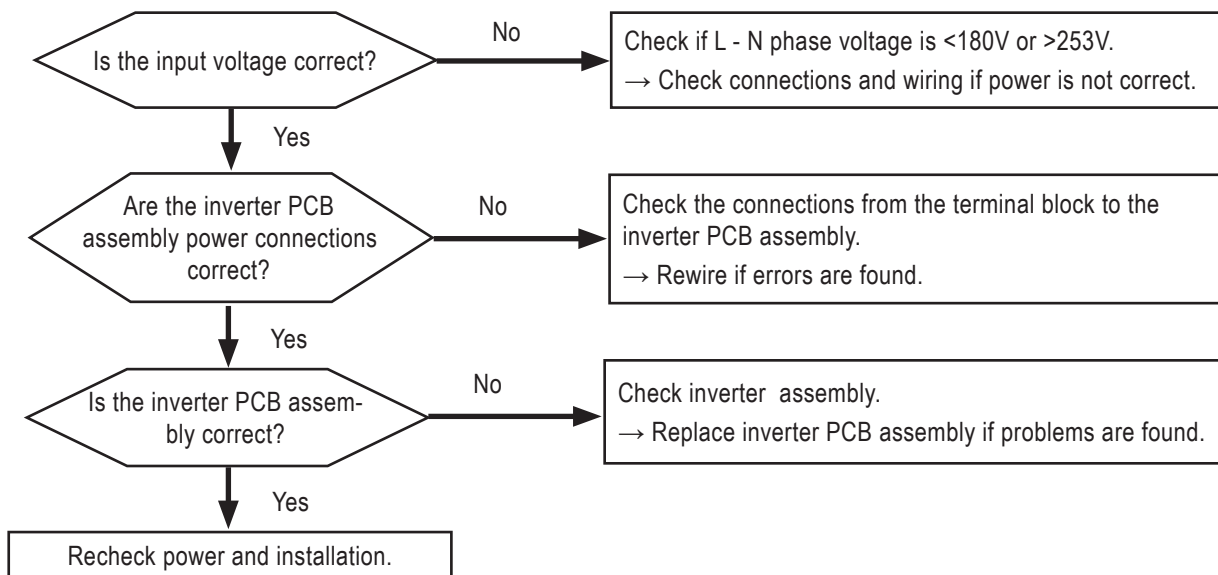 Is the input voltage correct?
No
Check if L - N phase voltage is <180V or >253V.
→ Check connections and wiring if power is not correct.
Yes
Are the inverter PCB
assembly power connections
correct?
No
Check the connections from the terminal block to the
inverter PCB assembly.
→ Rewire if errors are found.
Yes
Is the inverter PCB assem-
bly correct?
No
Check inverter assembly.
→ Replace inverter PCB assembly if problems are found.
Yes
Recheck power and installation.